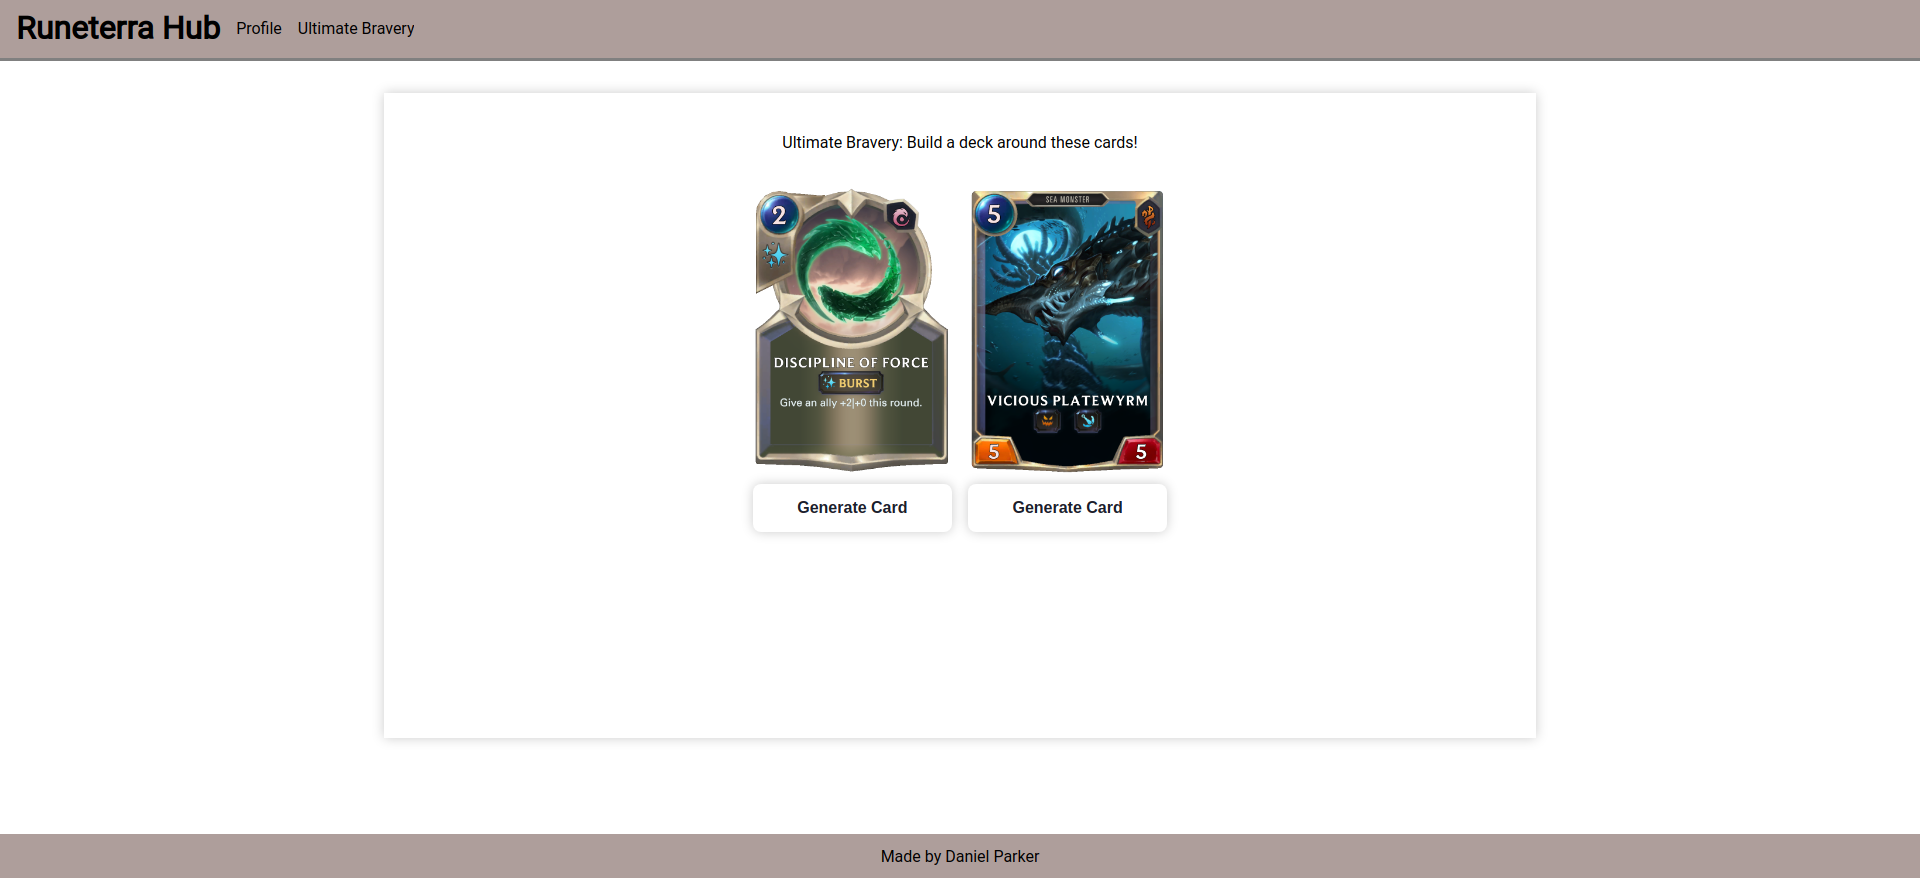 Runeterra Hub Profile Ultimate Bravery
Ultimate Bravery: Build a deck around these cards!
2
DISCIPLINE OF FORCE
BURST
Give an ally +2|+0 this round.
5
SEA MONSTER
VICIOUS PLATEWYRM
5 5
Generate Card Generate Card
Made by Daniel Parker